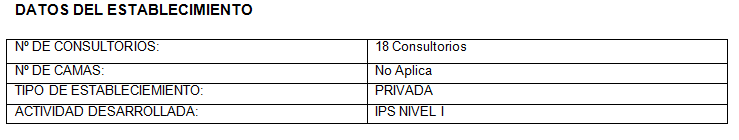 DATOS DEL ESTABLECIMIENTO
Nº DE CONSULTORIOS: 18 Consultorios
Nº DE CAMAS: No Aplica
TIPO DE ESTABLECIEMIENTO: PRIVADA
ACTIVIDAD DESARROLLADA: IPS NIVEL I